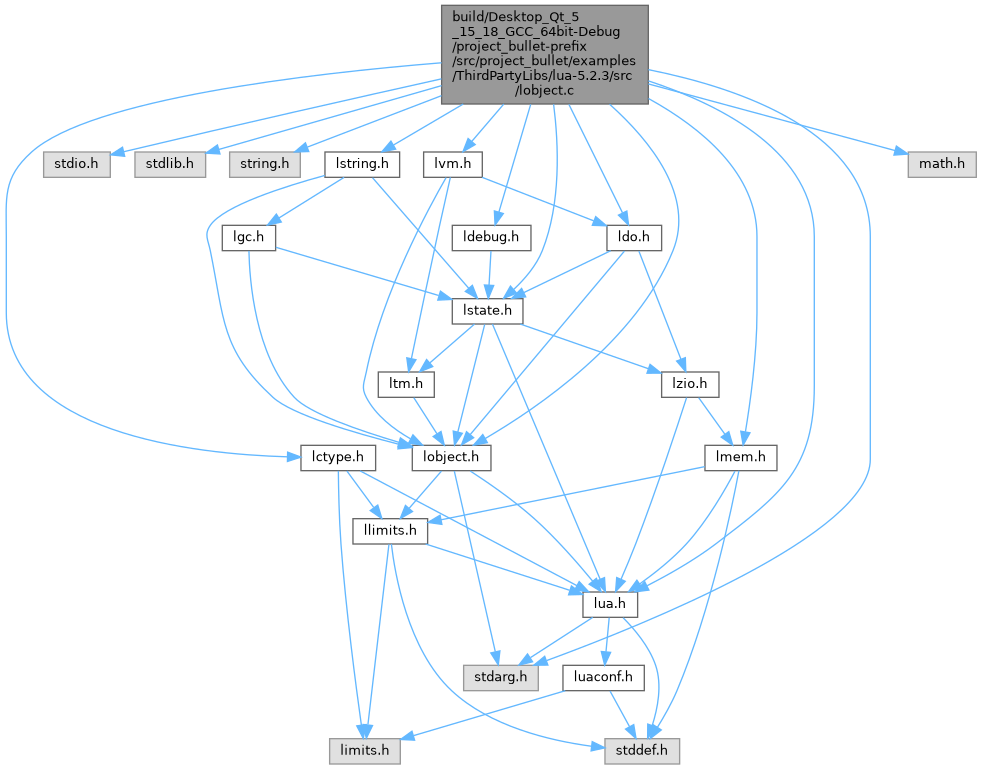 build/Desktop_Qt_5
_15_18_GCC_64bit-Debug
/project_bullet-prefix
/src/project_bullet/examples
/ThirdPartyLibs/lua-5.2.3/src
/lobject.c
stdio.h
stdlib.h
string.h
lstring.h
lvm.h
math.h
lgc.h
ldebug.h
ldo.h
lstate.h
ltm.h
lzio.h
lctype.h
lobject.h
lmem.h
llimits.h
lua.h
stdarg.h
luaconf.h
limits.h
stddef.h